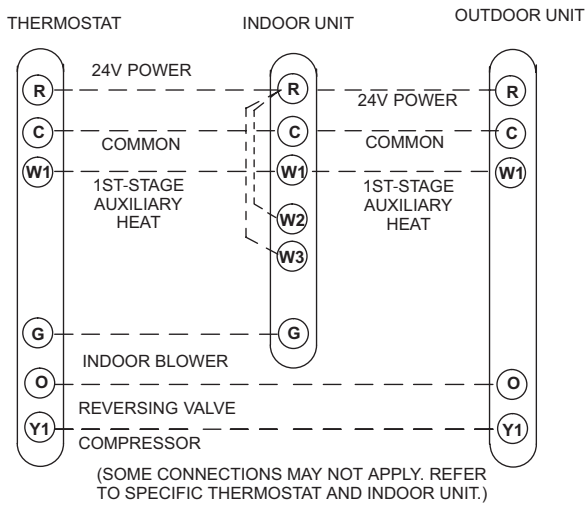 THERMOSTAT INDOOR UNIT OUTDOOR UNIT
24V POWER
R R R
24V POWER
C C C
COMMON COMMON
W1 W1 W1
1ST-STAGE 1ST-STAGE
AUXILIARY AUXILIARY
HEAT HEAT
W2
W3
G G
INDOOR BLOWER
O O
REVERSING VALVE
Y1 Y1
COMPRESSOR
(SOME CONNECTIONS MAY NOT APPLY. REFER
TO SPECIFIC THERMOSTAT AND INDOOR UNIT.)